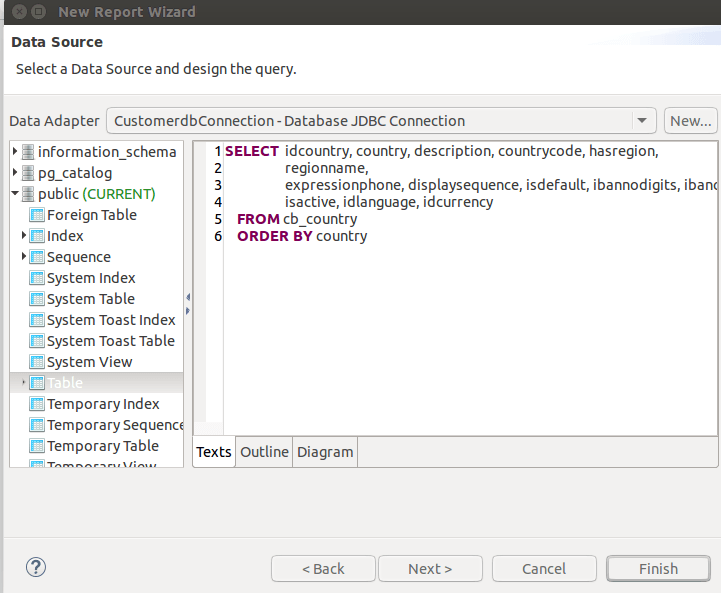 New Report Wizard
Data Source
Select a Data Source and design the query.
Data Adapter
CustomerdbConnection - Database JDBC Connection
New...
information_schema
pg_catalog
public (CURRENT)
Foreign Table
Index
Sequence
System Index
System Table
System Toast Index
System Toast Table
System View
Table
Temporary Index
Temporary Sequence
Temporary Table
Temporary View
1 SELECT idcountry, country, description, countrycode, hasregion,
2 regionname,
3 expressionphone, displaysequence, isdefault, ibannodigits,
4 isactive, idlanguage, idcurrency
5 FROM cb_country
6 ORDER BY country
Texts
Outline
Diagram
?
< Back
Next >
Cancel
Finish